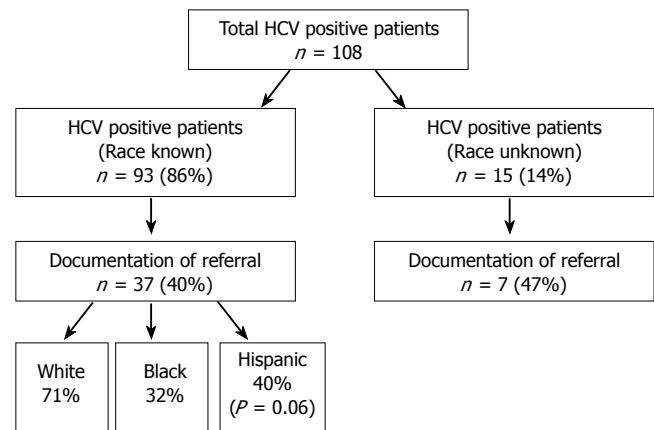 Total HCV positive patients
n = 108
HCV positive patients
(Race known)
n = 93 (86%)
HCV positive patients
(Race unknown)
n = 15 (14%)
Documentation of referral
n = 37 (40%)
Documentation of referral
n = 7 (47%)
White
71%
Black
32%
Hispanic
40%
(P = 0.06)